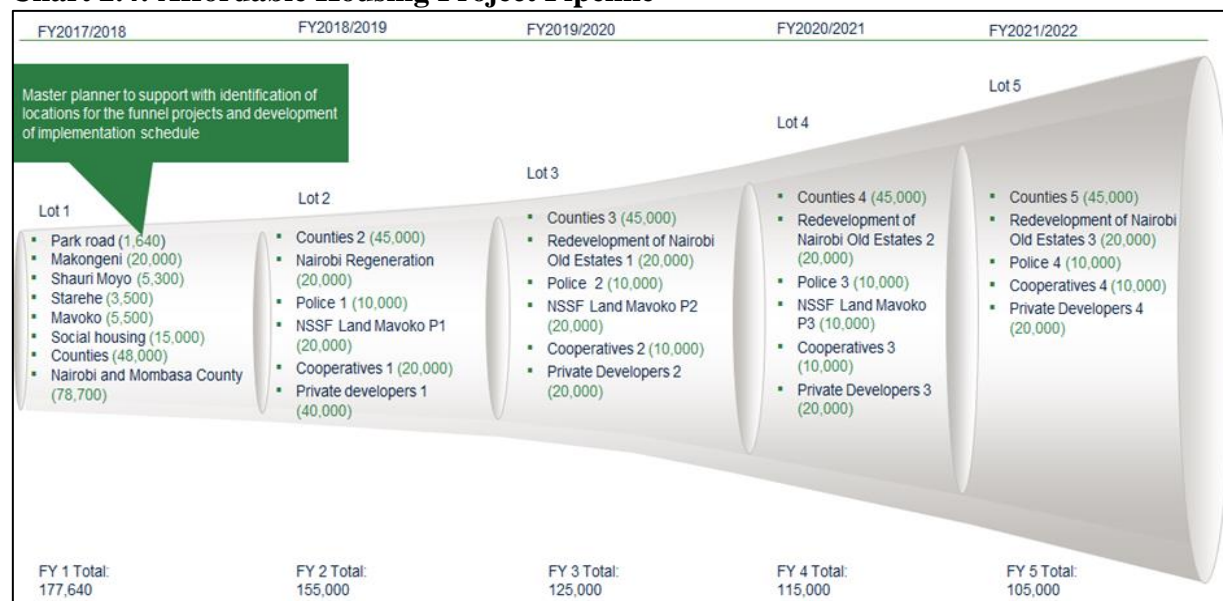 Chart Affordable Housing Project Pipeline
FY2017/2018
FY2018/2019
FY2019/2020
FY2020/2021
FY2021/2022
Master planner to support with identification of
locations for the funnel projects and development
of implementation schedule
Lot 1
▪ Park road (1,640)
▪ Makongeni (20,000)
▪ Shauri Moyo (5,300)
▪ Starehe (3,500)
▪ Mavoko (5,500)
▪ Social housing (15,000)
▪ Counties (48,000)
▪ Nairobi and Mombasa County
(78,700)
FY 1 Total:
177,640
Lot 2
▪ Counties 2 (45,000)
▪ Nairobi Regeneration
(20,000)
▪ Police 1 (10,000)
▪ NSSF Land Mavoko P1
(20,000)
▪ Cooperatives 1 (20,000)
▪ Private developers 1
(40,000)
FY 2 Total:
155,000
Lot 3
▪ Counties 3 (45,000)
▪ Redevelopment of Nairobi
Old Estates 1 (20,000)
▪ Police 2 (10,000)
▪ NSSF Land Mavoko P2
(20,000)
▪ Cooperatives 2 (10,000)
▪ Private Developers 2
(20,000)
FY 3 Total:
125,000
Lot 4
▪ Counties 4 (45,000)
▪ Redevelopment of
Nairobi Old Estates 2
(20,000)
▪ Police 3 (10,000)
▪ NSSF Land Mavoko
P3 (10,000)
▪ Cooperatives 3
(10,000)
▪ Private Developers 3
(20,000)
FY 4 Total:
115,000
Lot 5
▪ Counties 5 (45,000)
▪ Redevelopment of Nairobi
Old Estates 3 (20,000)
▪ Police 4 (10,000)
▪ Cooperatives 4 (10,000)
▪ Private Developers 4
(20,000)
FY 5 Total:
105,000